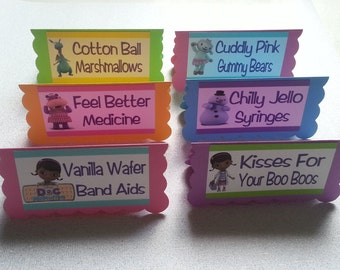 Cotton Ball
Marshmallows
Cuddly Pink
Gummy Bears
Feel Better
Medicine
Chilly Jello
Syringes
Vanilla Wafer
Band Aids
Kisses For
Your Boo Boos